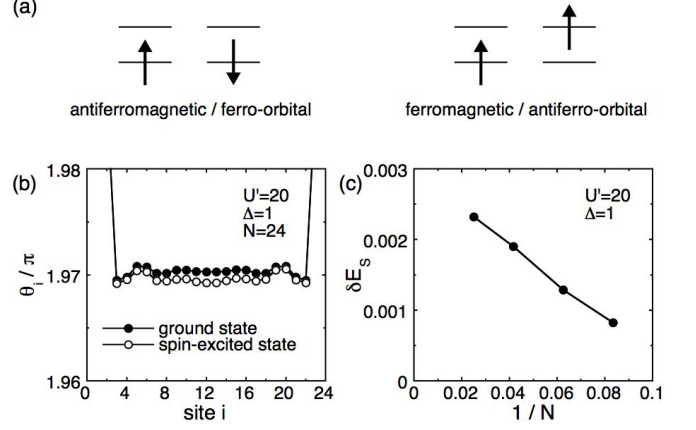 (a)
antiferromagnetic / ferro-orbital
ferromagnetic / antiferro-orbital
(b)
1.98
1.97
1.96
θi / π
U'=20
Δ=1
N=24
ground state
spin-excited state
0 4 8 12 16 20 24
site i
(c)
0.003
0.002
0.001
0
δES
U'=20
Δ=1
0 0.02 0.04 0.06 0.08 0.1
1 / N